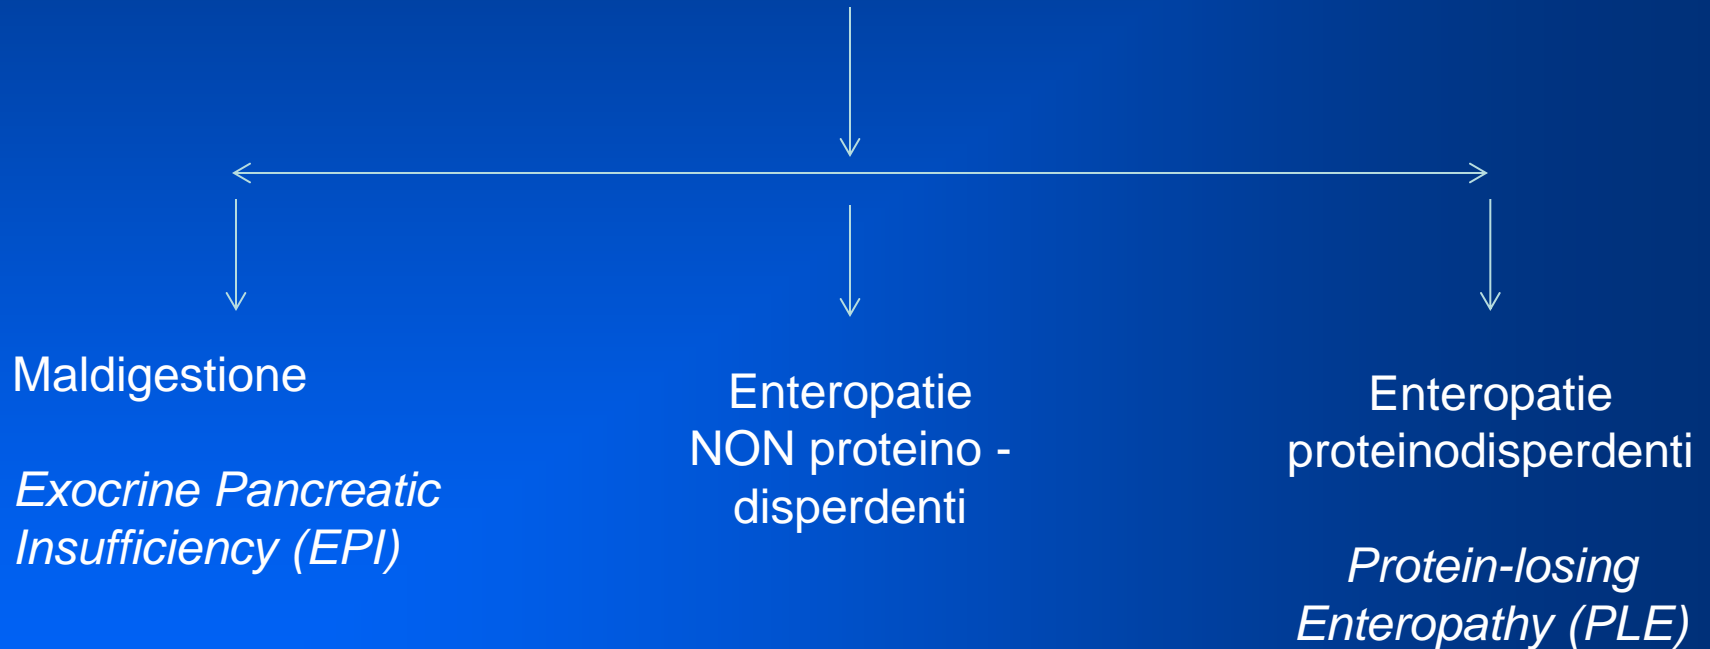 Maldigestione
Exocrine Pancreatic
Insufficiency (EPI)
Enteropatie
NON proteino -
disperdenti
Enteropatie
proteinodisperdenti
Protein-losing
Enteropathy (PLE)